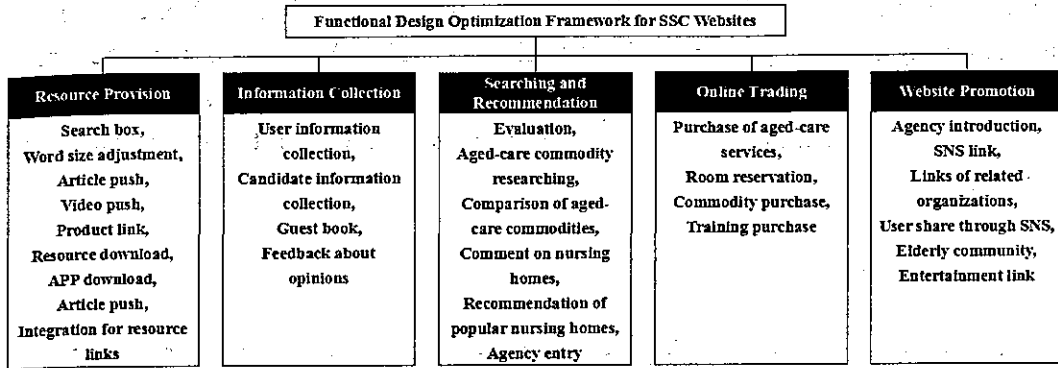 Functional Design Optimization Framework for SSC Websites
Resource Provision
Search box,
Word size adjustment,
Article push,
Video push,
Product link,
Resource download,
APP download,
Article push,
Integration for resource
links
Information Collection
User information
collection,
Candidate information
collection,
Guest book,
Feedback about
opinions
Searching and
Recommendation
Evaluation,
Aged-care commodity
researching,
Comparison of aged-
care commodities,
Comment on nursing
homes,
Recommendation of
popular nursing homes,
Agency entry
Online Trading
Purchase of aged-care
services,
Room reservation,
Commodity purchase,
Training purchase
Website Promotion
Agency introduction,
SNS link,
Links of related
organizations,
User share through SNS,
Elderly community,
Entertainment link